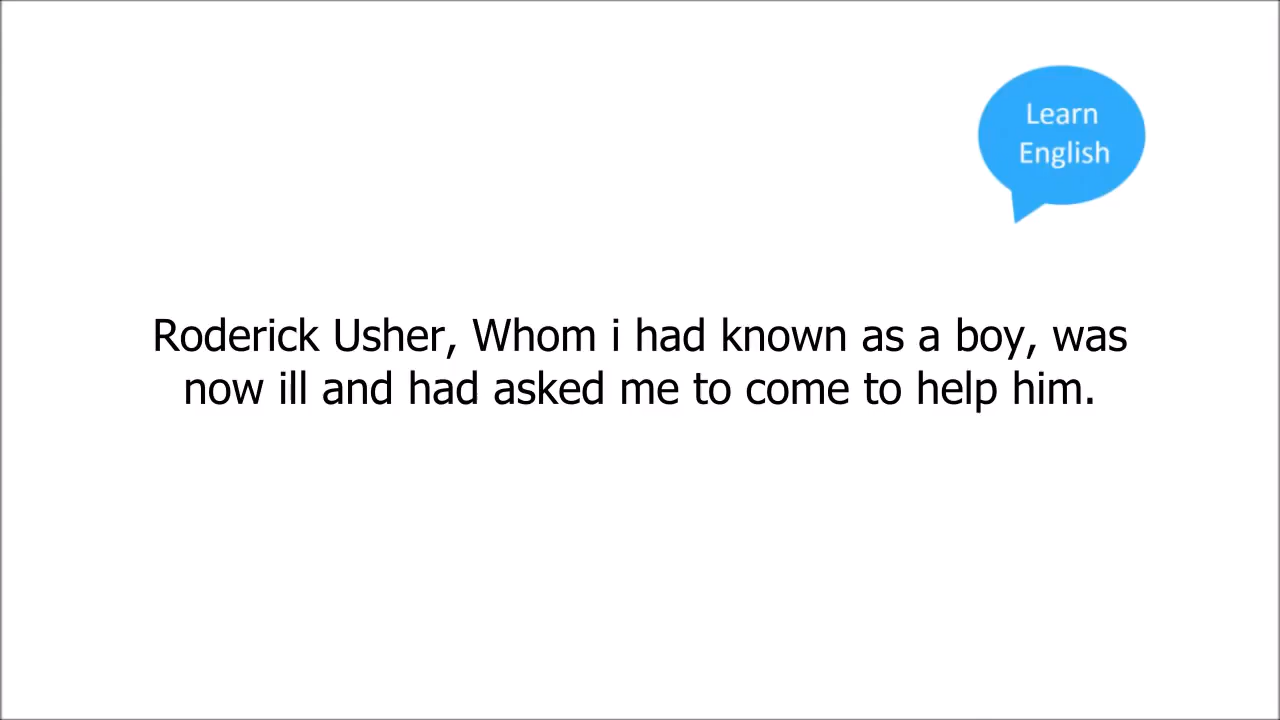 Learn
English
Roderick Usher, Whom i had known as a boy, was
now ill and had asked me to come to help him.